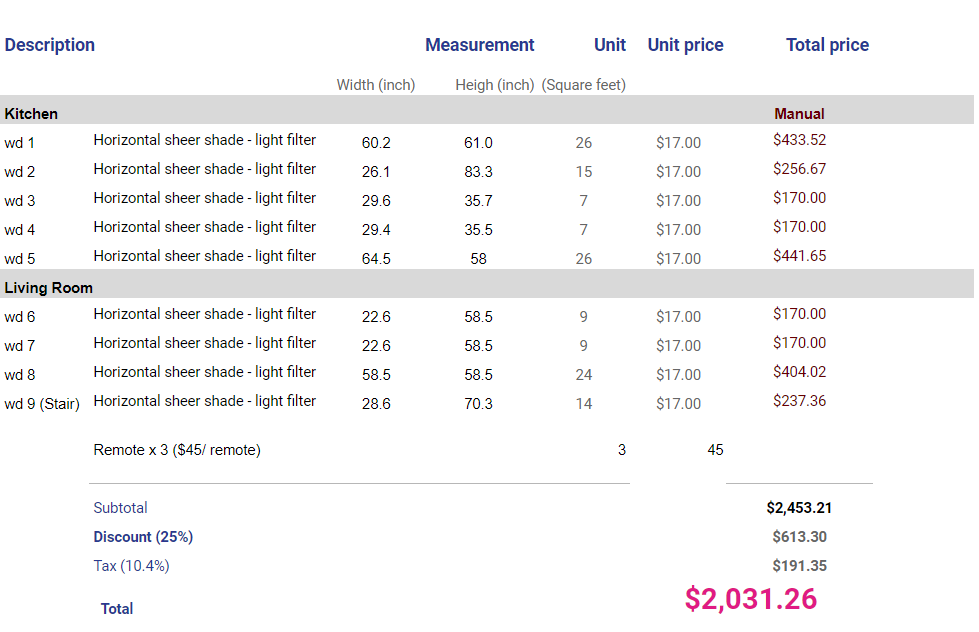 Description Measurement Unit Unit price Total price
Width (inch) Heigh (inch) (Square feet)
Kitchen Manual
wd 1 Horizontal sheer shade - light filter 60.2 61.0 26 $17.00 $433.52
wd 2 Horizontal sheer shade - light filter 26.1 83.3 15 $17.00 $256.67
wd 3 Horizontal sheer shade - light filter 29.6 35.7 7 $17.00 $170.00
wd 4 Horizontal sheer shade - light filter 29.4 35.5 7 $17.00 $170.00
wd 5 Horizontal sheer shade - light filter 64.5 58 26 $17.00 $441.65
Living Room
wd 6 Horizontal sheer shade - light filter 22.6 58.5 9 $17.00 $170.00
wd 7 Horizontal sheer shade - light filter 22.6 58.5 9 $17.00 $170.00
wd 8 Horizontal sheer shade - light filter 58.5 58.5 24 $17.00 $404.02
wd 9 (Stair) Horizontal sheer shade - light filter 28.6 70.3 14 $17.00 $237.36
Remote x 3 ($45/ remote) 3 45
Subtotal $2,453.21
Discount (25%) $613.30
Tax (10.4%) $191.35
Total $2,031.26